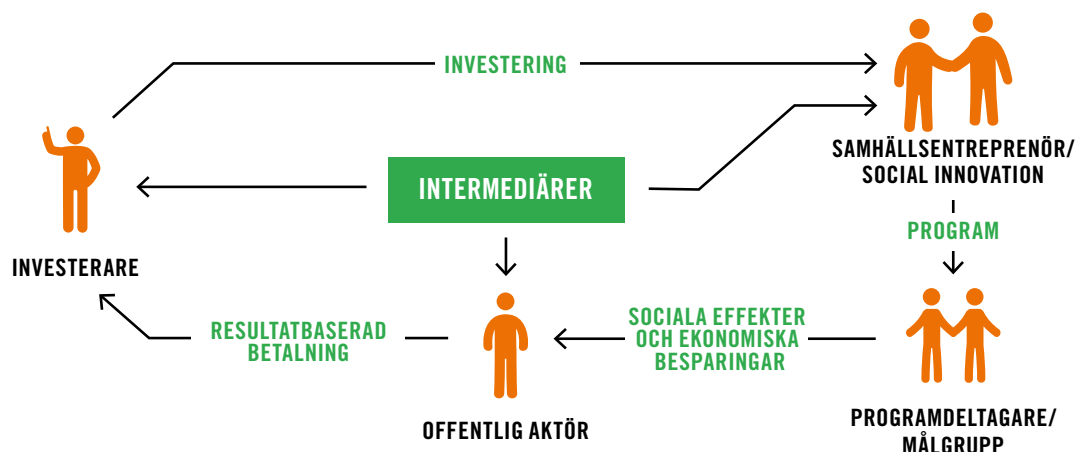 INVESTERING
SAMHÄLLSENTREPRENÖR/
SOCIAL INNOVATION
INTERMEDIÄRER
PROGRAM
INVESTERARE
RESULTATBASERAD
BETALNING
SOCIALA EFFEKTER
OCH EKONOMISKA
BESPARINGAR
OFFENTLIG AKTÖR
PROGRAMDELTAGARE/
MÅLGRUPP